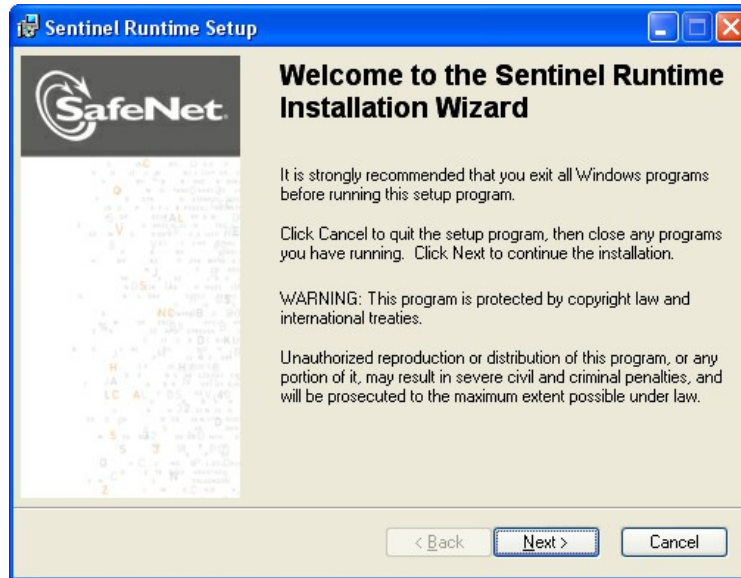 Sentinel Runtime Setup
SafeNet.
Welcome to the Sentinel Runtime
Installation Wizard
It is strongly recommended that you exit all Windows programs
before running this setup program.
Click Cancel to quit the setup program, then close any programs
you have running. Click Next to continue the installation.
WARNING: This program is protected by copyright law and
international treaties.
Unauthorized reproduction or distribution of this program, or any
portion of it, may result in severe civil and criminal penalties, and
will be prosecuted to the maximum extent possible under law.
< Back
Next >
Cancel